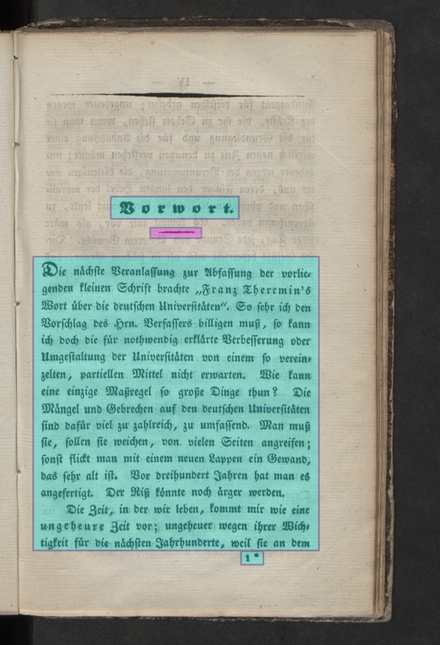 Vorwort.
Die nächste Veranlassung zur Abfassung der vorlie-
genden kleinen Schrift brachte „Franz Theremin's
Wort über die deutschen Universitäten“. So sehr ich den
Vorschlag des Hrn. Verfassers billigen muß, so kann
ich doch die für nothwendig erklärte Verbesserung oder
Umgestaltung der Universitäten von einem so verein-
zelten, partiellen Mittel nicht erwarten. Wie kann
eine einzige Maßregel so große Dinge thun? Die
Mängel und Gebrechen auf den deutschen Universitäten
sind dafür viel zu zahlreich, zu umfassend. Man muß
sie, sollen sie weichen, von vielen Seiten angreifen;
sonst flickt man mit einem neuen Lappen ein Gewand,
das sehr alt ist. Vor dreihundert Jahren hat man es
angefertigt. Der Riß könnte noch ärger werden.
Die Zeit, in der wir leben, kommt mir wie eine
ungeheure Zeit vor; ungeheuer wegen ihrer Wich-
tigkeit für die nächsten Jahrhunderte, weil sie an dem
1 *